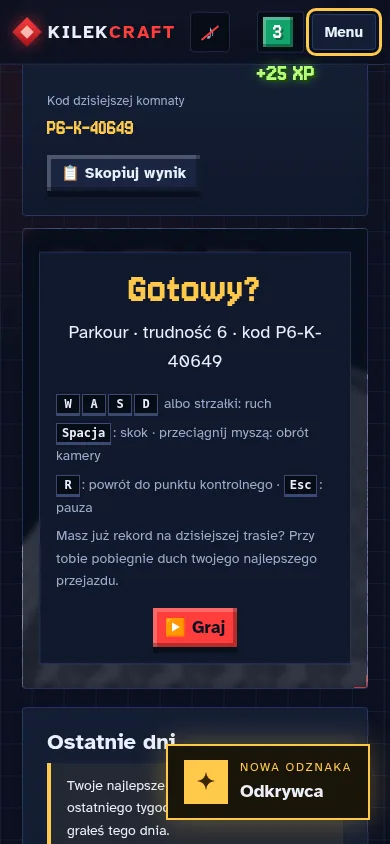 KILEKCRAFT
3
Menu
+25 XP
Kod dzisiejszej komnaty
P6-K-40649
📋 Skopiuj wynik
Gotowy?
Parkour · trudność 6 · kod P6-K-
40649
W A S D albo strzałki: ruch
Spacja : skok · przeciągnij myszą: obrót
kamery
R : powrót do punktu kontrolnego · Esc :
pauza
Masz już rekord na dzisiejszej trasie? Przy
tobie pobiegnie duch twojego najlepszego
przejazdu.
▶️ Graj
Ostatnie dni
Twoje najlepsze
grałeś tego dnia.
NOWA ODZNAKA
Odkrywca